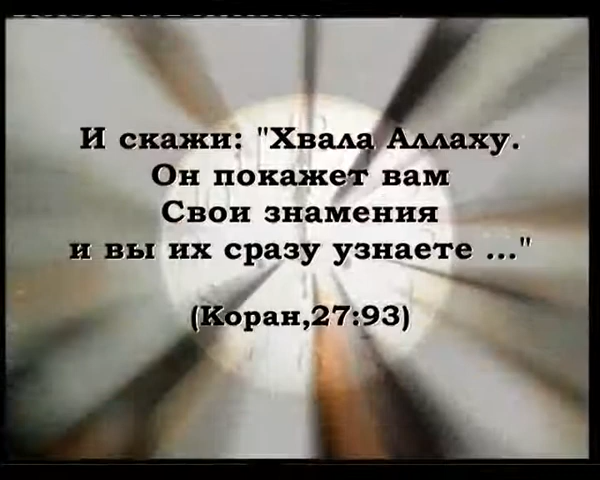 И скажи: "Хвала Аллаху.
Он покажет вам
Свои знамения
и вы их сразу узнаете ..."
(Коран,27:93)